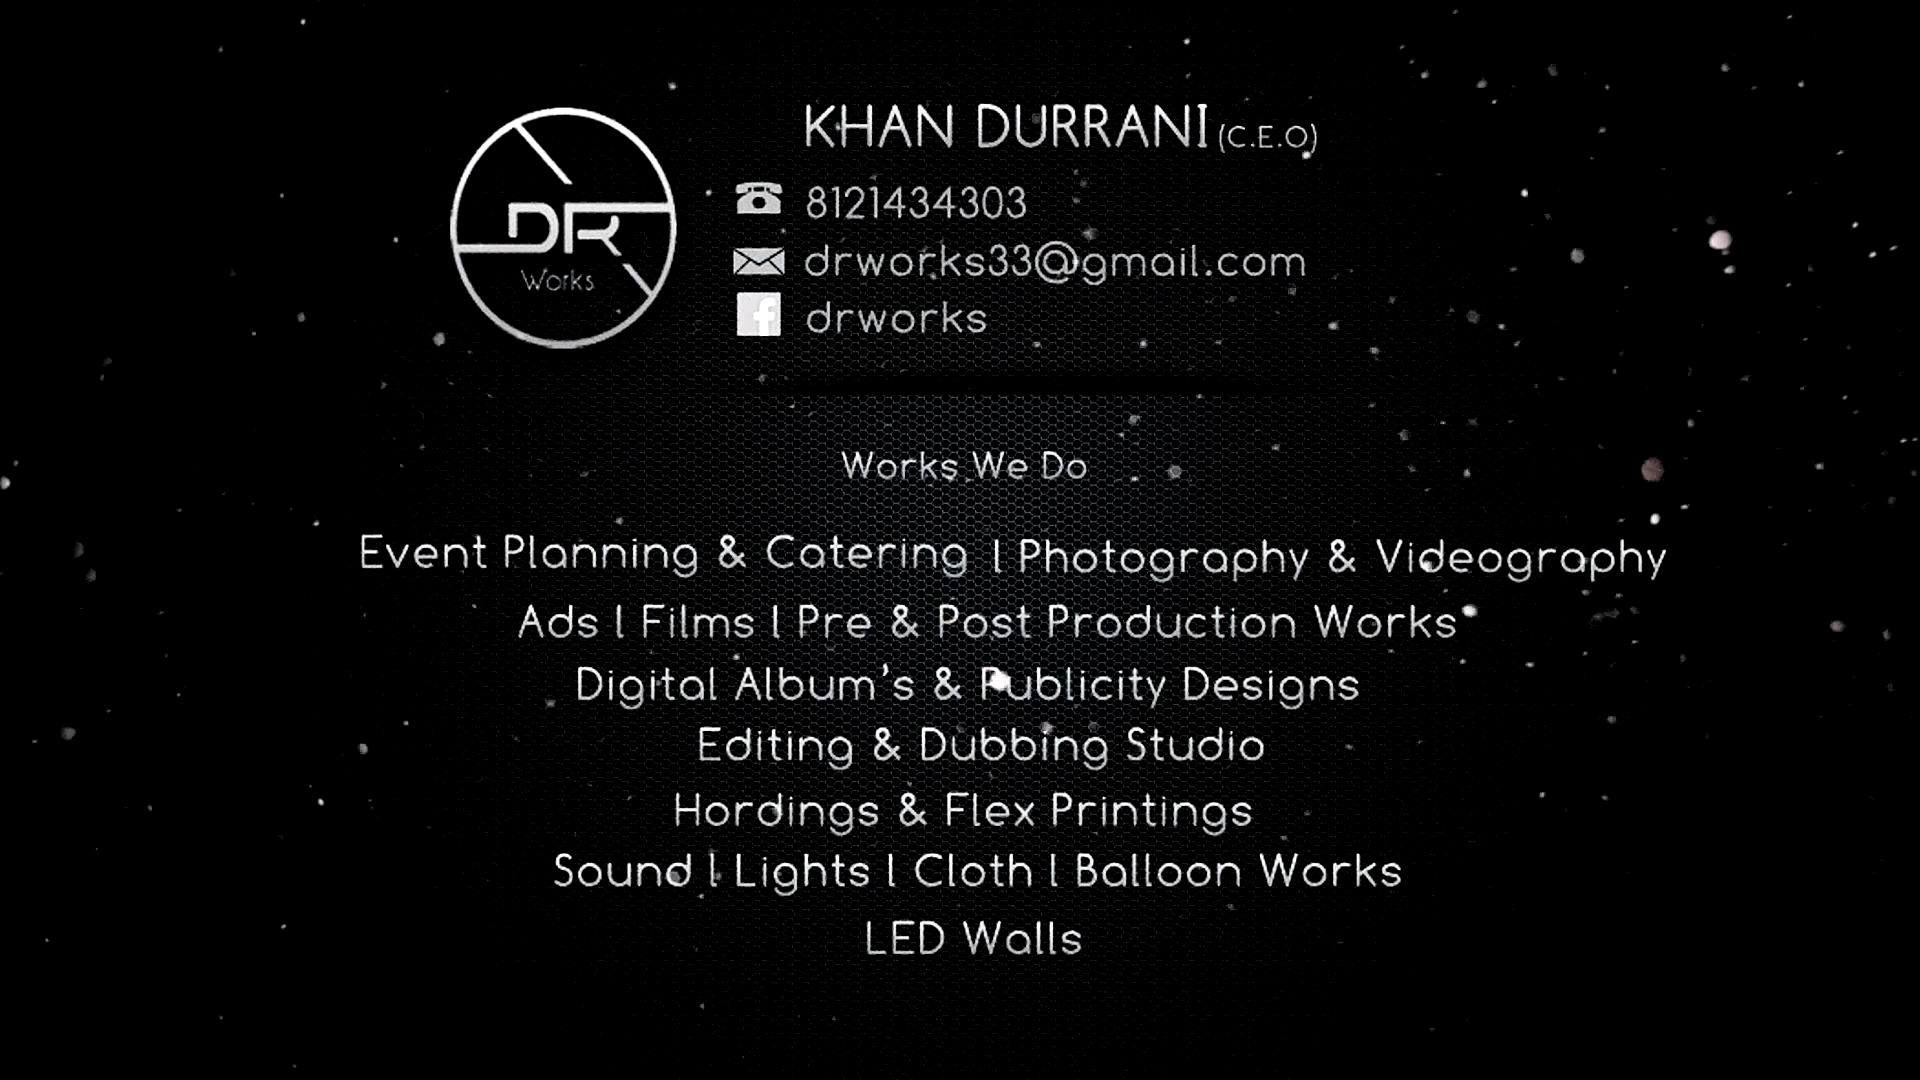 DR
Works
KHAN DURRANI (C.E.O)
8121434303
drworks33@gmail.com
f drworks
Works We Do
Event Planning & Catering l Photography & Videography
Ads l Films l Pre & Post Production Works
Digital Album's & Publicity Designs
Editing & Dubbing Studio
Hordings & Flex Printings
Sound l Lights l Cloth l Balloon Works
LED Walls